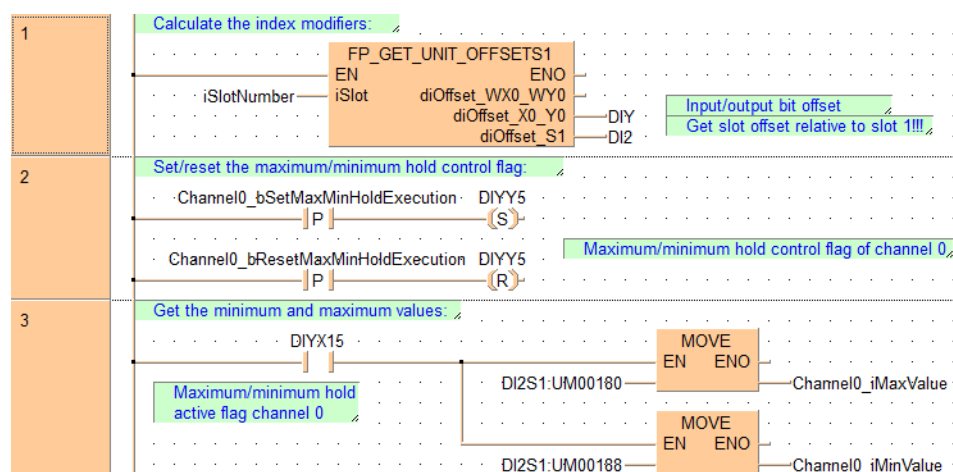 1
Calculate the index modifiers:
FP_GET_UNIT_OFFSETS1
EN ENO
iSlotNumber iSlot diOffset_WX0_WY0
diOffset_X0_Y0 DIY
diOffset_S1 DI2
Input/output bit offset
Get slot offset relative to slot 1!!!
2
Set/reset the maximum/minimum hold control flag:
Channel0_bSetMaxMinHoldExecution DIYY5
P S
Channel0_bResetMaxMinHoldExecution DIYY5
P R
Maximum/minimum hold control flag of channel 0
3
Get the minimum and maximum values:
DIYX15
MOVE
EN ENO
DI2S1:UM00180 Channel0_iMaxValue
Maximum/minimum hold
active flag channel 0
MOVE
EN ENO
DI2S1:UM00188 Channel0_iMinValue